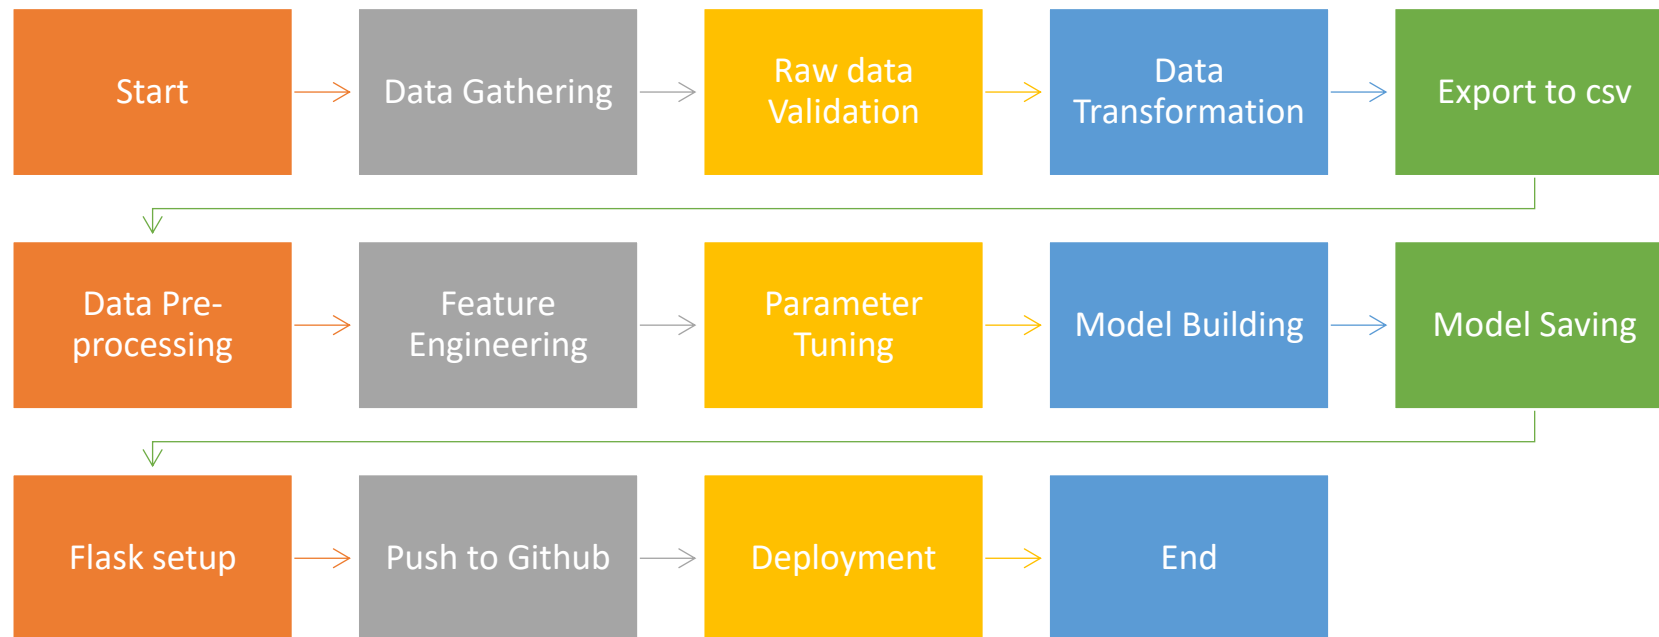 Start
Data Gathering
Raw data
Validation
Data
Transformation
Export to csv
Data Pre-
processing
Feature
Engineering
Parameter
Tuning
Model Building
Model Saving
Flask setup
Push to Github
Deployment
End